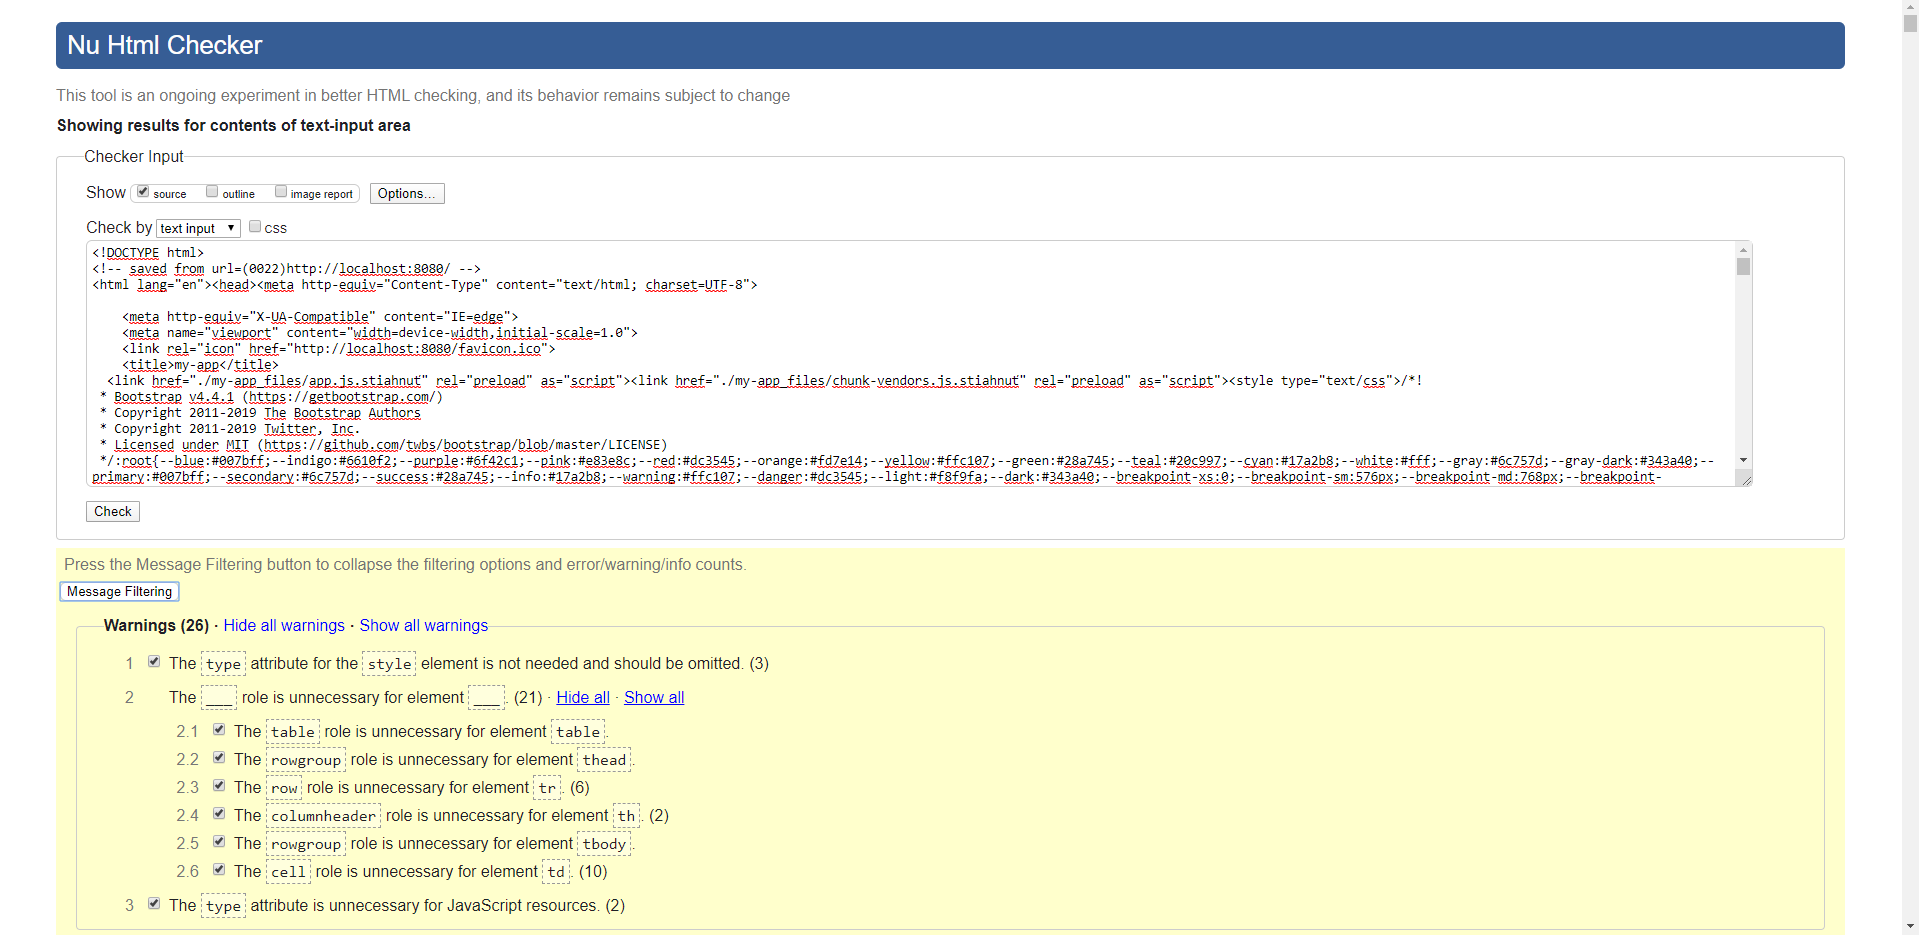 Nu Html Checker
This tool is an ongoing experiment in better HTML checking, and its behavior remains subject to change
Showing results for contents of text-input area
Checker Input
Show source outline image report Options...
Check by text input css
<!DOCTYPE html>
<!-- saved from url=(0022)http://localhost:8080/ -->
<html lang="en"><head><meta http-equiv="Content-Type" content="text/html; charset=UTF-8">
<meta http-equiv="X-UA-Compatible" content="IE=edge">
<meta name="viewport" content="width=device-width,initial-scale=1.0">
<link rel="icon" href="http://localhost:8080/favicon.ico">
<title>my-app</title>
<link href="./my-app_files/app.js.stiahnuť" rel="preload" as="script"><link href="./my-app_files/chunk-vendors.js.stiahnuť" rel="preload" as="script"><style type="text/css">/*!
* Bootstrap v4.4.1 (https://getbootstrap.com/)
* Copyright 2011-2019 The Bootstrap Authors
* Copyright 2011-2019 Twitter, Inc.
* Licensed under MIT (https://github.com/twbs/bootstrap/blob/master/LICENSE)
*/:root{--blue:#007bff;--indigo:#6610f2;--purple:#6f42c1;--pink:#e83e8c;--red:#dc3545;--orange:#fd7e14;--yellow:#ffc107;--green:#28a745;--teal:#20c997;--cyan:#17a2b8;--white:#fff;--gray:#6c757d;--gray-dark:#343a40;--
primary:#007bff;--secondary:#6c757d;--success:#28a745;--info:#17a2b8;--warning:#ffc107;--danger:#dc3545;--light:#f8f9fa;--dark:#343a40;--breakpoint-xs:0;--breakpoint-sm:576px;--breakpoint-md:768px;--breakpoint-
Check
Press the Message Filtering button to collapse the filtering options and error/warning/info counts.
Message Filtering
Warnings (26) · Hide all warnings · Show all warnings
1 The type attribute for the style element is not needed and should be omitted. (3)
2 The ___ role is unnecessary for element ___. (21) · Hide all · Show all
2.1 The table role is unnecessary for element table.
2.2 The rowgroup role is unnecessary for element thead.
2.3 The row role is unnecessary for element tr. (6)
2.4 The columnheader role is unnecessary for element th. (2)
2.5 The rowgroup role is unnecessary for element tbody.
2.6 The cell role is unnecessary for element td. (10)
3 The type attribute is unnecessary for JavaScript resources. (2)